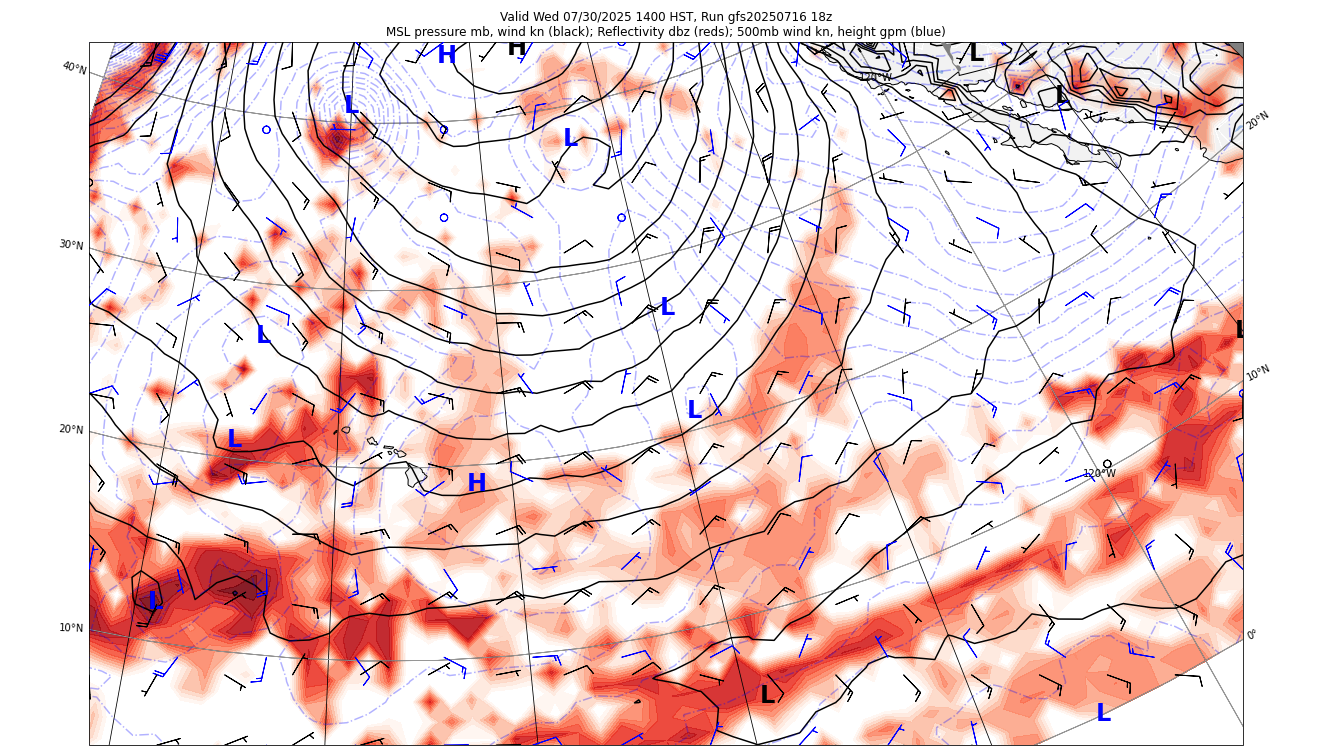 Valid Wed 07/30/2025 1400 HST, Run gfs20250716 18z
MSL pressure mb, wind kn (black); Reflectivity dbz (reds); 500mb wind kn, height gpm (blue)
H H L
40°N 120°W
L L
20°N
L
30°N
L
L L
10°N
L
20°N L
120°W
H
L
10°N 0°
L
L